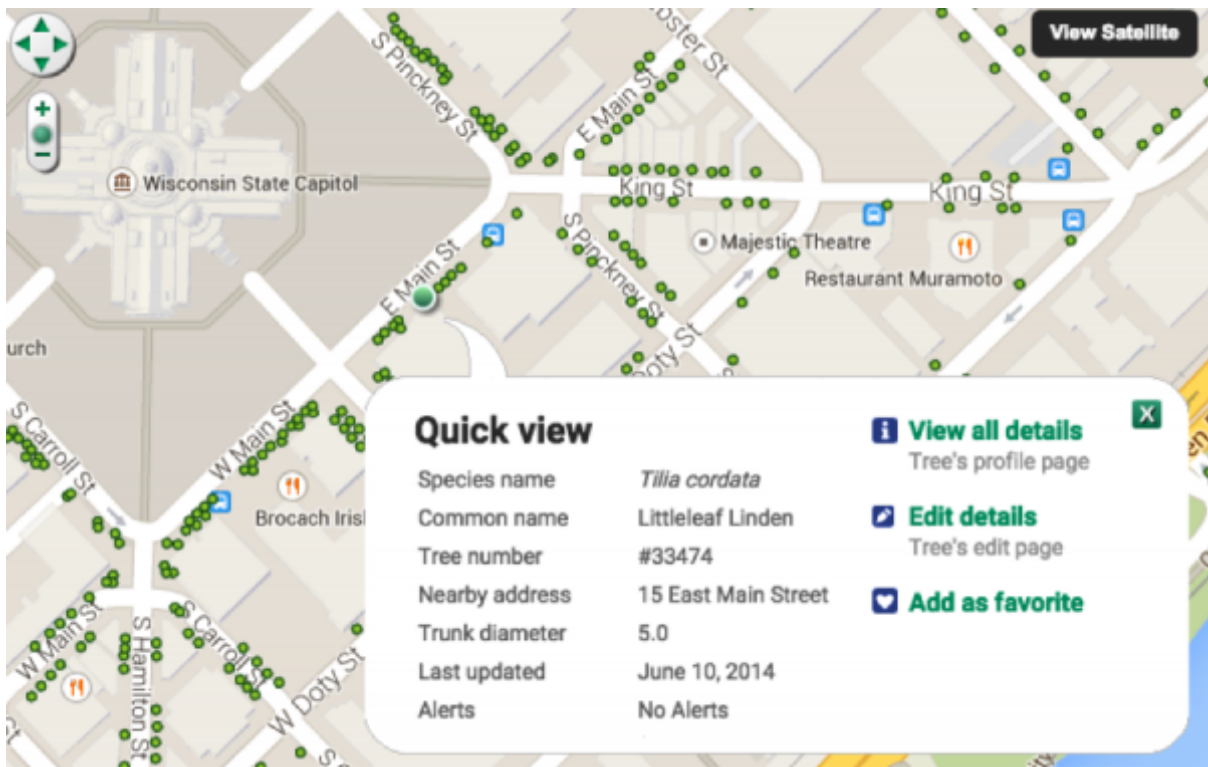 View Satellite
S Pinckney St
bster St
E Main St
Wisconsin State Capitol
King St
King St
S Pinckney St
Majestic Theatre
E Main St
Restaurant Muramoto
urch
Doty St
S Carroll St
W Main St
Brocach Iris
Quick view
Species name Tilia cordata
Common name Littleleaf Linden
Tree number #33474
Nearby address 15 East Main Street
Trunk diameter 5.0
Last updated June 10, 2014
Alerts No Alerts
X
View all details
Tree's profile page
Edit details
Tree's edit page
Add as favorite
W Main St
S Hamilton St
S Carroll St
W Doty St